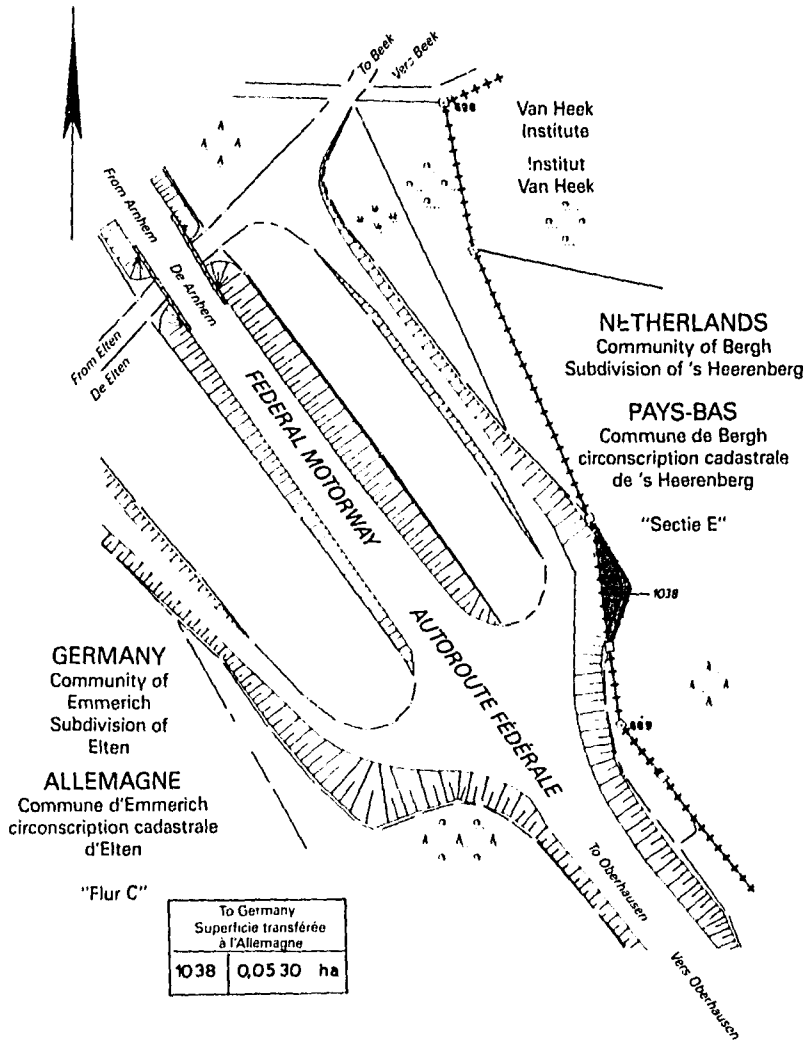 To Beek
Vers Beek
698
Van Heek
Institute
Institut
Van Heek
From Arnhem
De Arnhem
From Elten
De Elten
FEDERAL MOTORWAY
AUTOROUTE FÉDÉRALE
NETHERLANDS
Community of Bergh
Subdivision of 's Heerenberg
PAYS-BAS
Commune de Bergh
circonscription cadastrale
de 's Heerenberg
"Sectie E"
1038
GERMANY
Community of
Emmerich
Subdivision of
Elten
ALLEMAGNE
Commune d'Emmerich
circonscription cadastrale
d'Elten
"Flur C"
To Oberhausen
Vers Oberhausen
To Germany
Superficie transférée
à l'Allemagne
1038 0,0530 ha